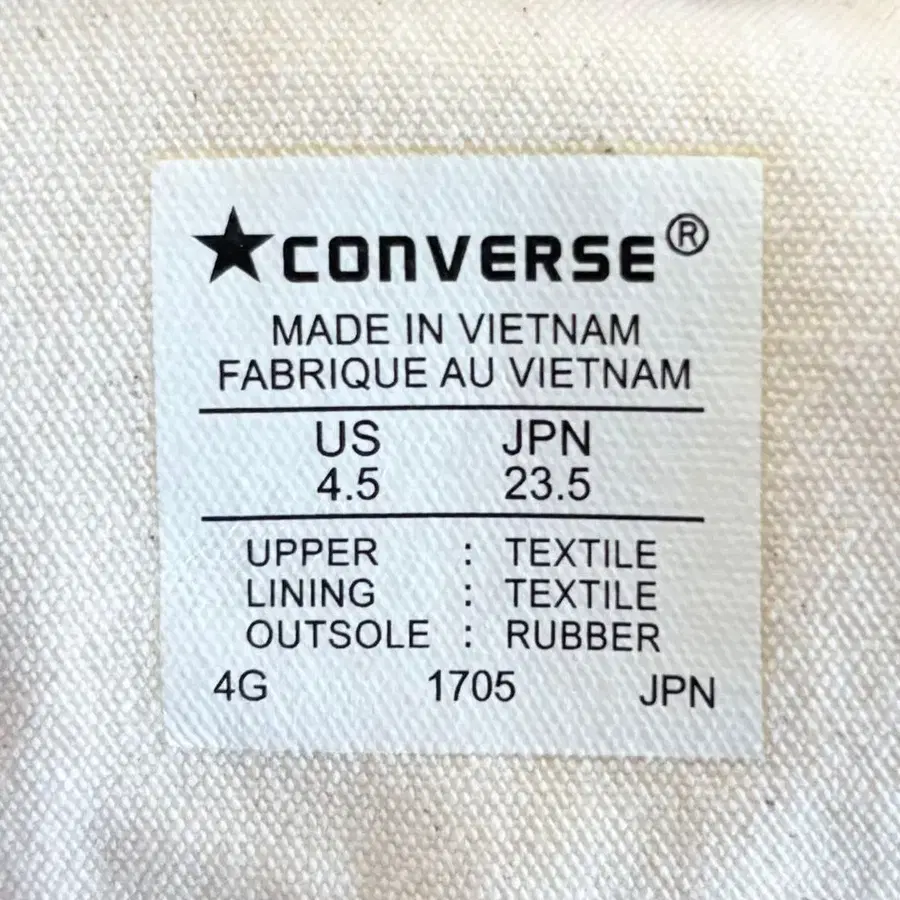 ★CONVERSE®
MADE IN VIETNAM
FABRIQUE AU VIETNAM
US JPN
4.5 23.5
UPPER : TEXTILE
LINING : TEXTILE
OUTSOLE : RUBBER
4G 1705 JPN